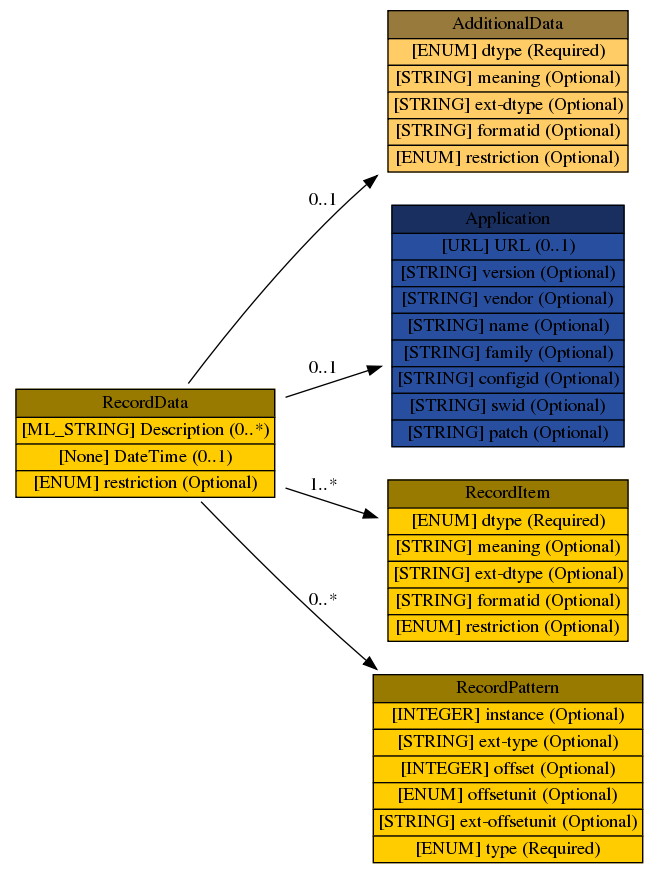 AdditionalData
[ENUM] dtype (Required)
[STRING] meaning (Optional)
[STRING] ext-dtype (Optional)
[STRING] formatid (Optional)
[ENUM] restriction (Optional)
0..1
Application
[URL] URL (0..1)
[STRING] version (Optional)
[STRING] vendor (Optional)
[STRING] name (Optional)
[STRING] family (Optional)
[STRING] configid (Optional)
[STRING] swid (Optional)
[STRING] patch (Optional)
0..1
RecordData
[ML_STRING] Description (0..*)
[None] DateTime (0..1)
[ENUM] restriction (Optional)
1..*
RecordItem
[ENUM] dtype (Required)
[STRING] meaning (Optional)
[STRING] ext-dtype (Optional)
[STRING] formatid (Optional)
[ENUM] restriction (Optional)
0..*
RecordPattern
[INTEGER] instance (Optional)
[STRING] ext-type (Optional)
[INTEGER] offset (Optional)
[ENUM] offsetunit (Optional)
[STRING] ext-offsetunit (Optional)
[ENUM] type (Required)